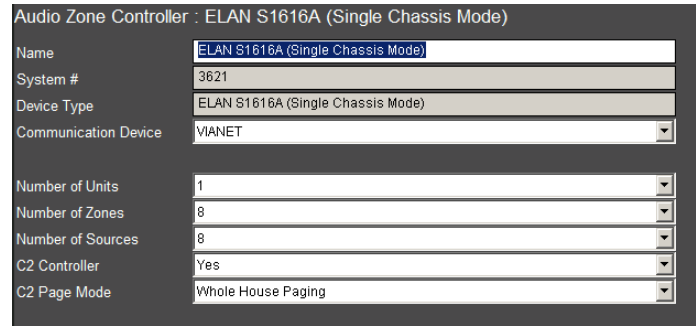 Audio Zone Controller : ELAN S1616A (Single Chassis Mode)
Name ELAN S1616A (Single Chassis Mode)
System # 3621
Device Type ELAN S1616A (Single Chassis Mode)
Communication Device VIANET
Number of Units 1
Number of Zones 8
Number of Sources 8
C2 Controller Yes
C2 Page Mode Whole House Paging